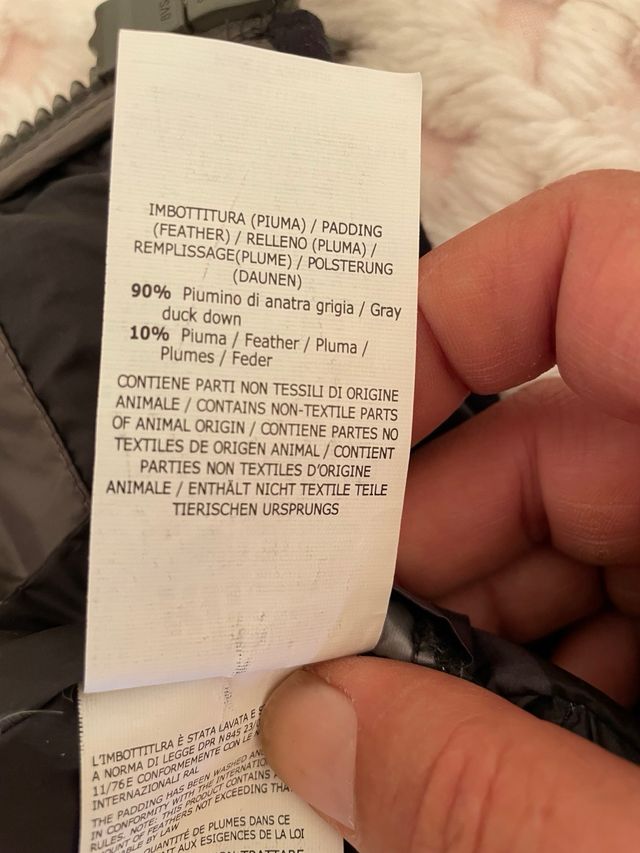 IMBOTTITURA (PIUMA) / PADDING
(FEATHER) / RELLENO (PLUMA) /
REMPLISSAGE(PLUME) / POLSTERUNG
(DAUNEN)
90% Piumino di anatra grigia / Gray
duck down
10% Piuma / Feather / Pluma /
Plumes / Feder
CONTIENE PARTI NON TESSILI DI ORIGINE
ANIMALE / CONTAINS NON-TEXTILE PARTS
OF ANIMAL ORIGIN / CONTIENE PARTES NO
TEXTILES DE ORIGEN ANIMAL / CONTIENT
PARTIES NON TEXTILES D'ORIGINE
ANIMALE / ENTHÄLT NICHT TEXTILE TEILE
TIERISCHEN URSPRUNGS
L'IMBOTTITLRA È STATA LAVATA E
A NORMA DI LEGGE DPR N845 23/
11/76E CONFORMEMENTE CON LE
INTERNAZIONALI RAL
THE PADDING HAS BEEN WASHED AND
IN CONFORMITY WITH THE
RULES. NOTE: THIS PRODUCT CONTAINS
OF FEATHERS NOT EXCEEDING
BY LAW
QUANTITÉ DE PLUMES DANS CE
AUX ESIGENCES DE LA LOI